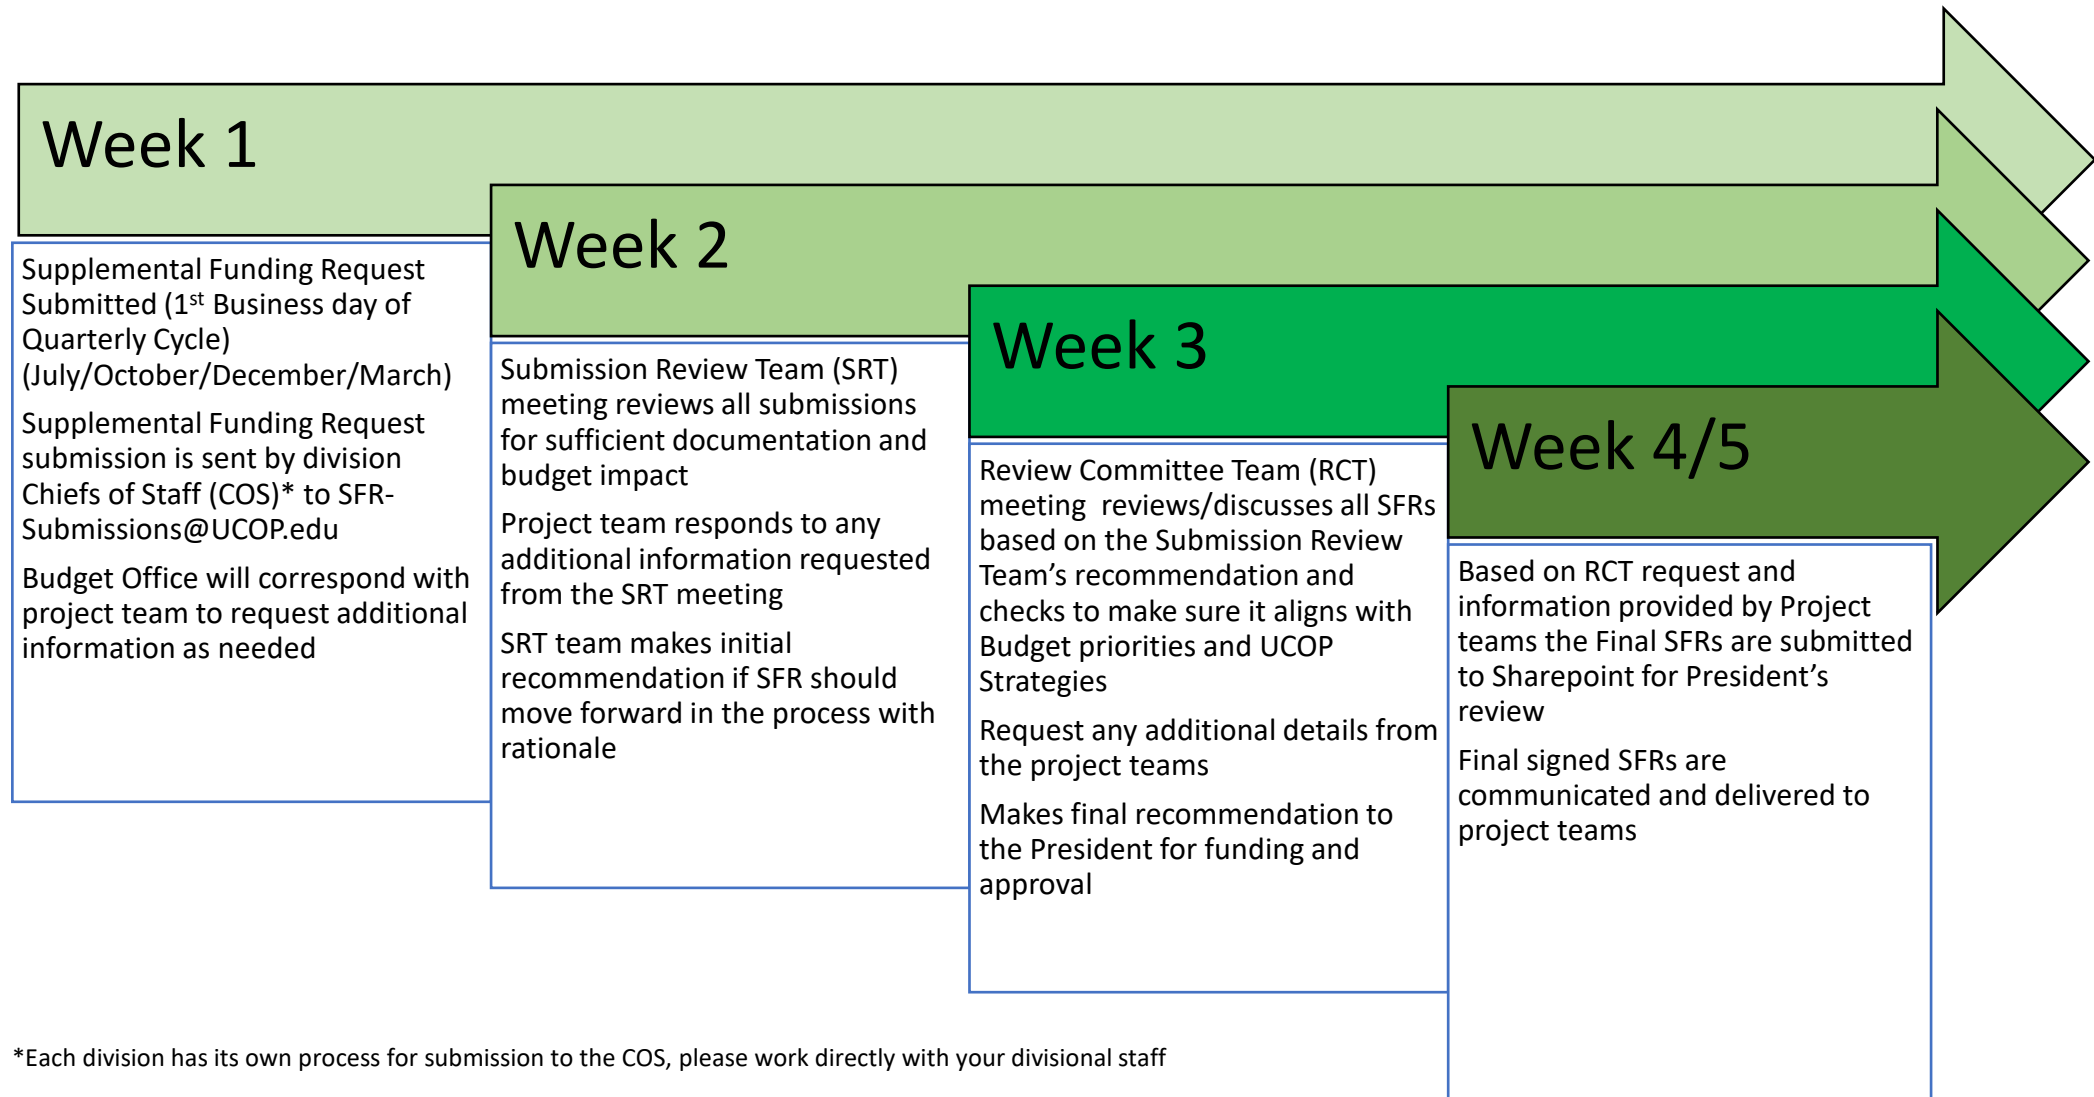 Week 1
Supplemental Funding Request
Submitted (1st Business day of
Quarterly Cycle)
(July/October/December/March)
Supplemental Funding Request
submission is sent by division
Chiefs of Staff (COS)* to SFR-
Submissions@UCOP.edu
Budget Office will correspond with
project team to request additional
information as needed
Week 2
Submission Review Team (SRT)
meeting reviews all submissions
for sufficient documentation and
budget impact
Project team responds to any
additional information requested
from the SRT meeting
SRT team makes initial
recommendation if SFR should
move forward in the process with
rationale
Week 3
Review Committee Team (RCT)
meeting  reviews/discusses all SFRs
based on the Submission Review
Team’s recommendation and
checks to make sure it aligns with
Budget priorities and UCOP
Strategies
Request any additional details from
the project teams
Makes final recommendation to
the President for funding and
approval
Week 4/5
Based on RCT request and
information provided by Project
teams the Final SFRs are submitted
to Sharepoint for President’s
review
Final signed SFRs are
communicated and delivered to
project teams
*Each division has its own process for submission to the COS, please work directly with your divisional staff